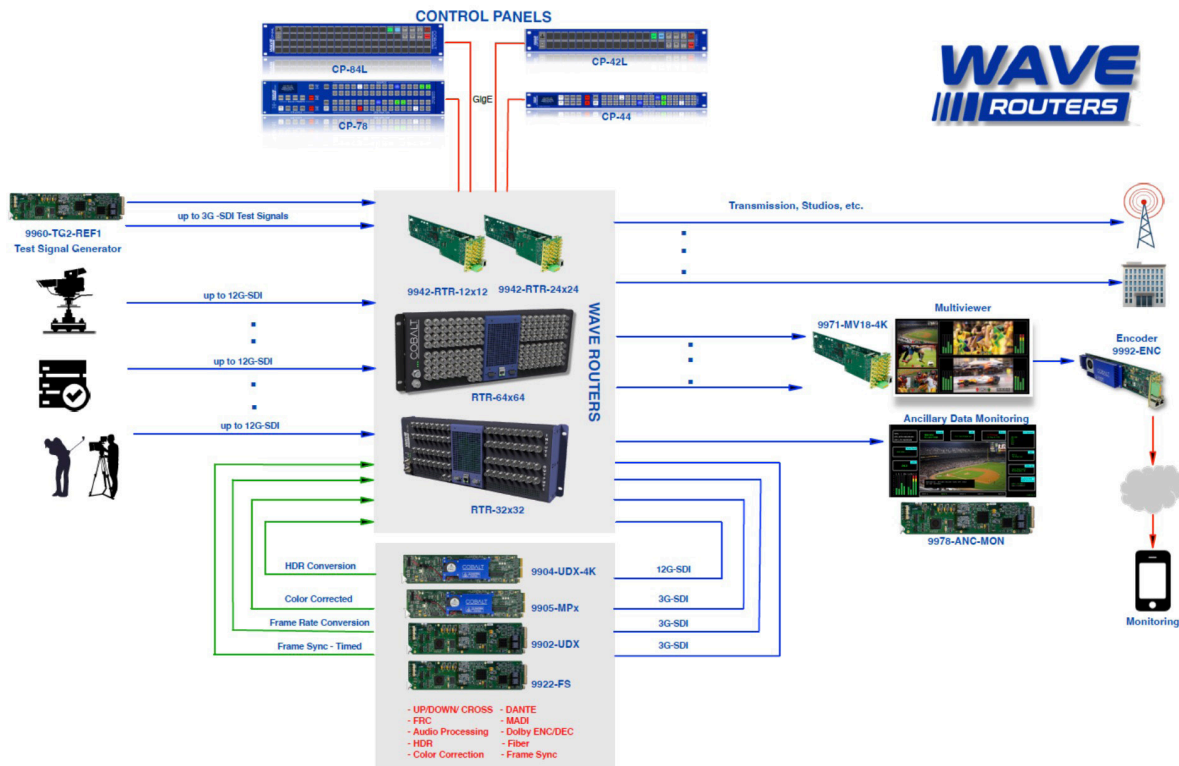 CONTROL PANELS
CP-84L
CP-42L
GigE
CP-78
CP-44
WAVE
ROUTERS
up to 3G -SDI Test Signals
9960-TG2-REF1
Test Signal Generator
Transmission, Studios, etc.
9942-RTR-12x12
9942-RTR-24x24
up to 12G-SDI
WAVE ROUTERS
COBALT
Multiviewer
9971-MV18-4K
Encoder
9992-ENC
up to 12G-SDI
RTR-64x64
Ancillary Data Monitoring
up to 12G-SDI
RTR-32x32
9978-ANC-MON
HDR Conversion
COBALT
9904-UDX-4K
12G-SDI
Color Corrected
COBALT
9905-MPx
3G-SDI
Frame Rate Conversion
9902-UDX
3G-SDI
Frame Sync - Timed
3G-SDI
9922-FS
Monitoring
- UP/DOWN/ CROSS
- DANTE
- FRC
- MADI
- Audio Processing
- Dolby ENC/DEC
- HDR
- Fiber
- Color Correction
- Frame Sync